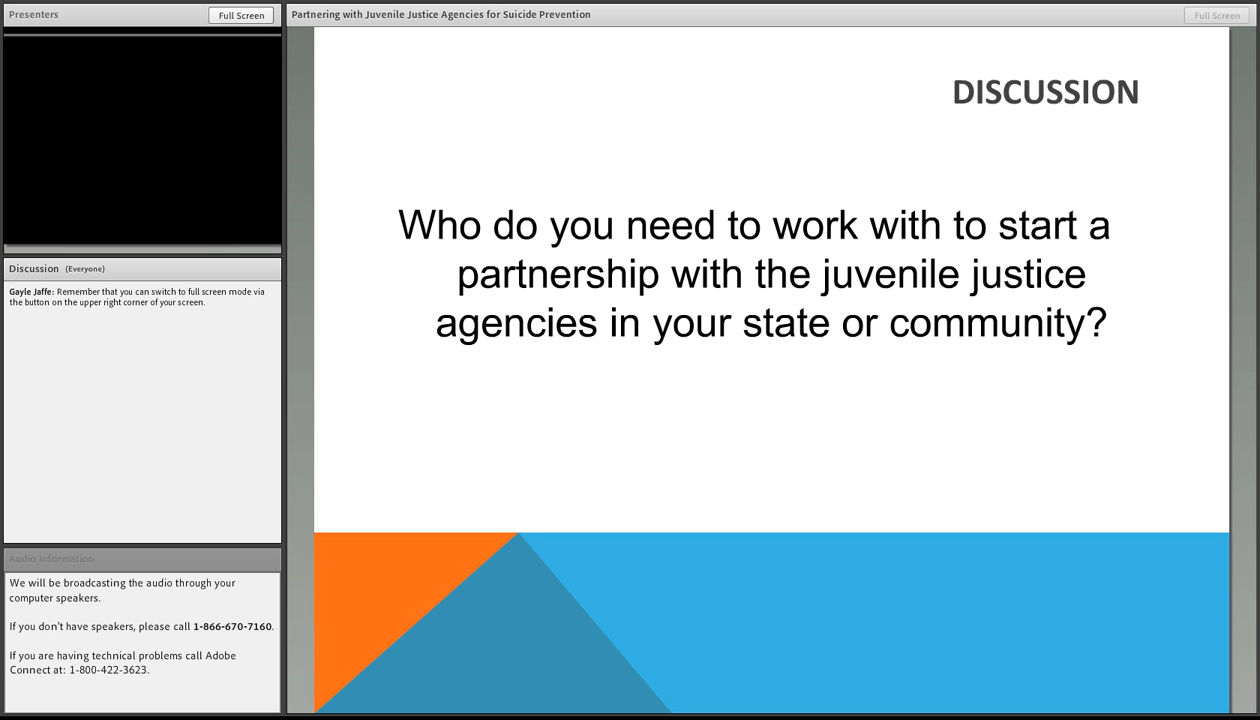 Presenters
Full Screen
Partnering with Juvenile Justice Agencies for Suicide Prevention
Full Screen
DISCUSSION
Who do you need to work with to start a
partnership with the juvenile justice
agencies in your state or community?
Discussion (Everyone)
Gayle Jaffe: Remember that you can switch to full screen mode via
the button on the upper right corner of your screen.
Audio Information
We will be broadcasting the audio through your
computer speakers.
If you don't have speakers, please call 1-866-670-7160.
If you are having technical problems call Adobe
Connect at: 1-800-422-3623.